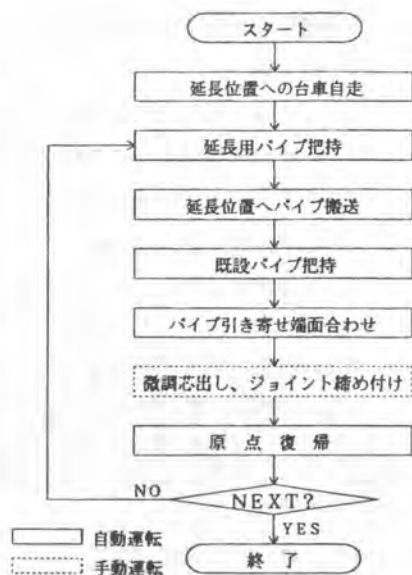 スタート
延長位置への台車自走
延長用パイプ把持
延長位置へパイプ搬送
既設パイプ把持
パイプ引き寄せ端面合わせ
微調芯出し、ジョイント締め付け
原点復帰
NO
NEXT?
YES
自動運転
手動運転
終了